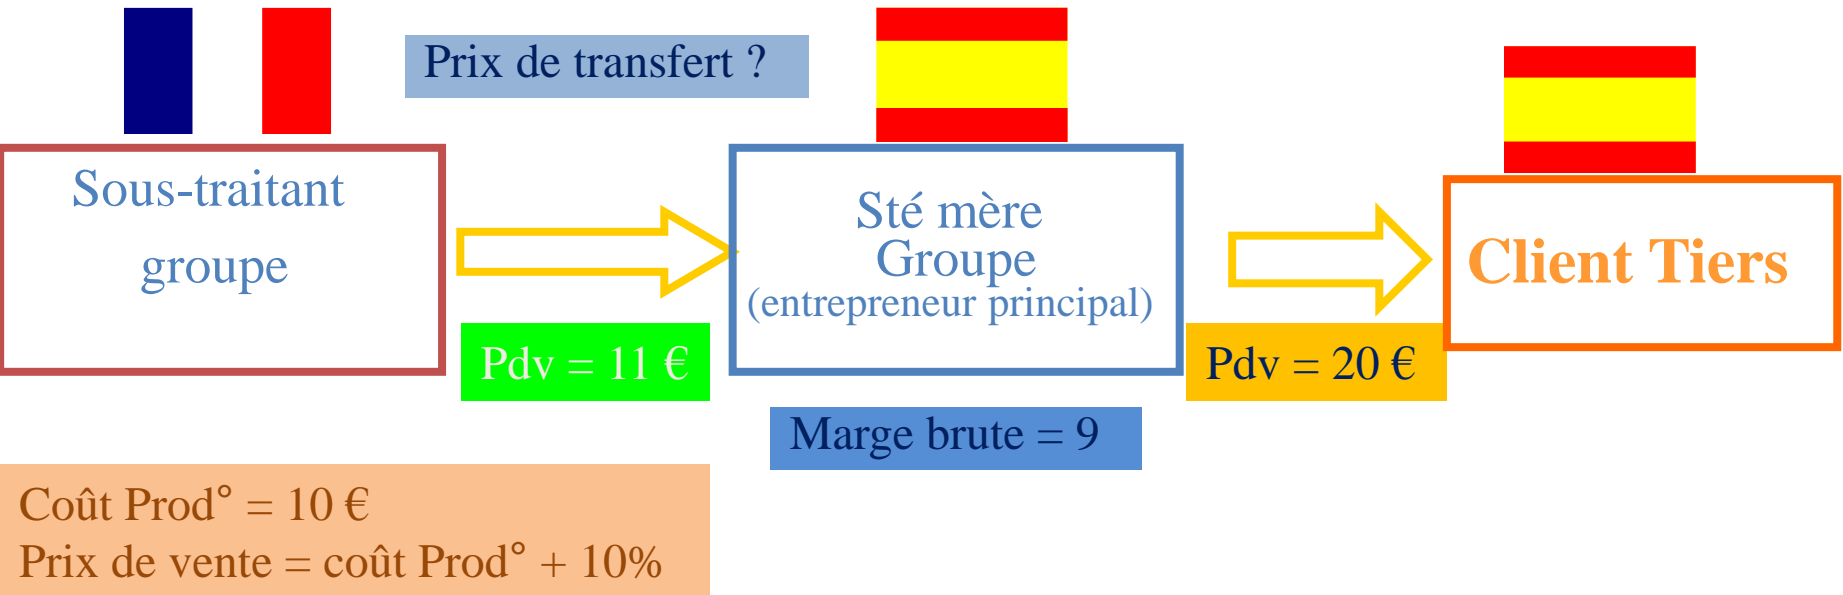 Prix de transfert ?
Sous-traitant
groupe
Sté mère
Groupe
(entrepreneur principal)
Client Tiers
Pdv = 11 €
Pdv = 20 €
Marge brute = 9
Coût Prod° = 10 €
Prix de vente = coût Prod° + 10%